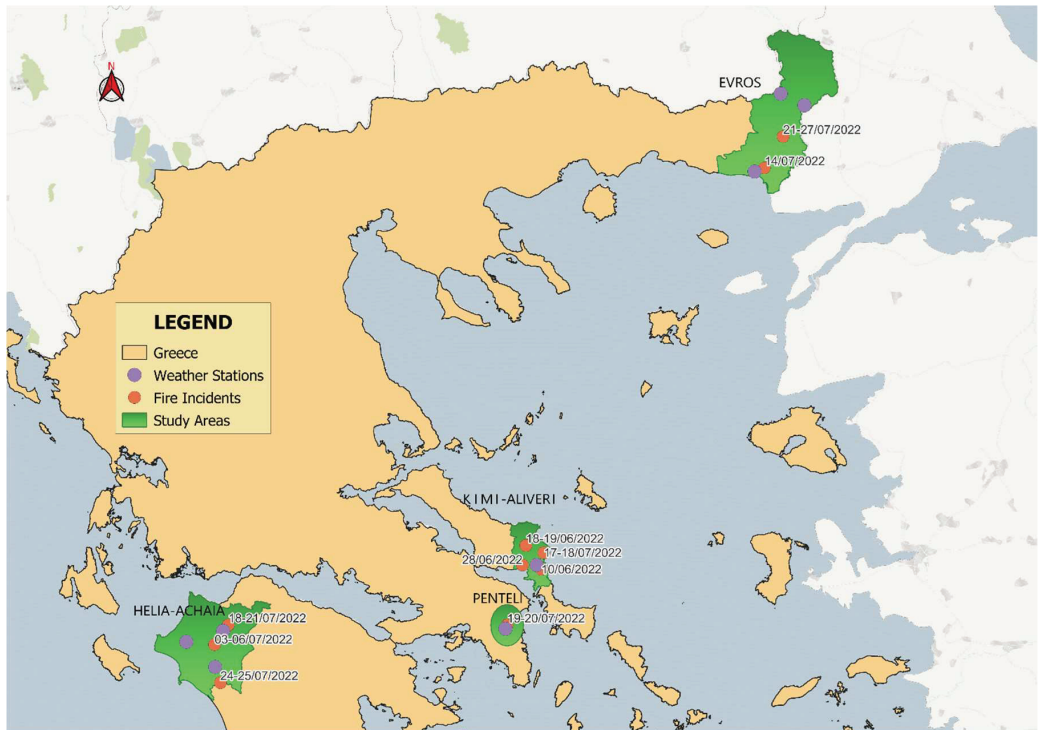 N
EVROS
21-27/07/2022
14/07/2022
LEGEND
Greece
Weather Stations
Fire Incidents
Study Areas
KIMI-ALIVERI
18-19/06/2022
17-18/07/2022
28/06/2022
10/06/2022
PENTELI
19-20/07/2022
HELIA-ACHAIA
18-21/07/2022
03-06/07/2022
24-25/07/2022